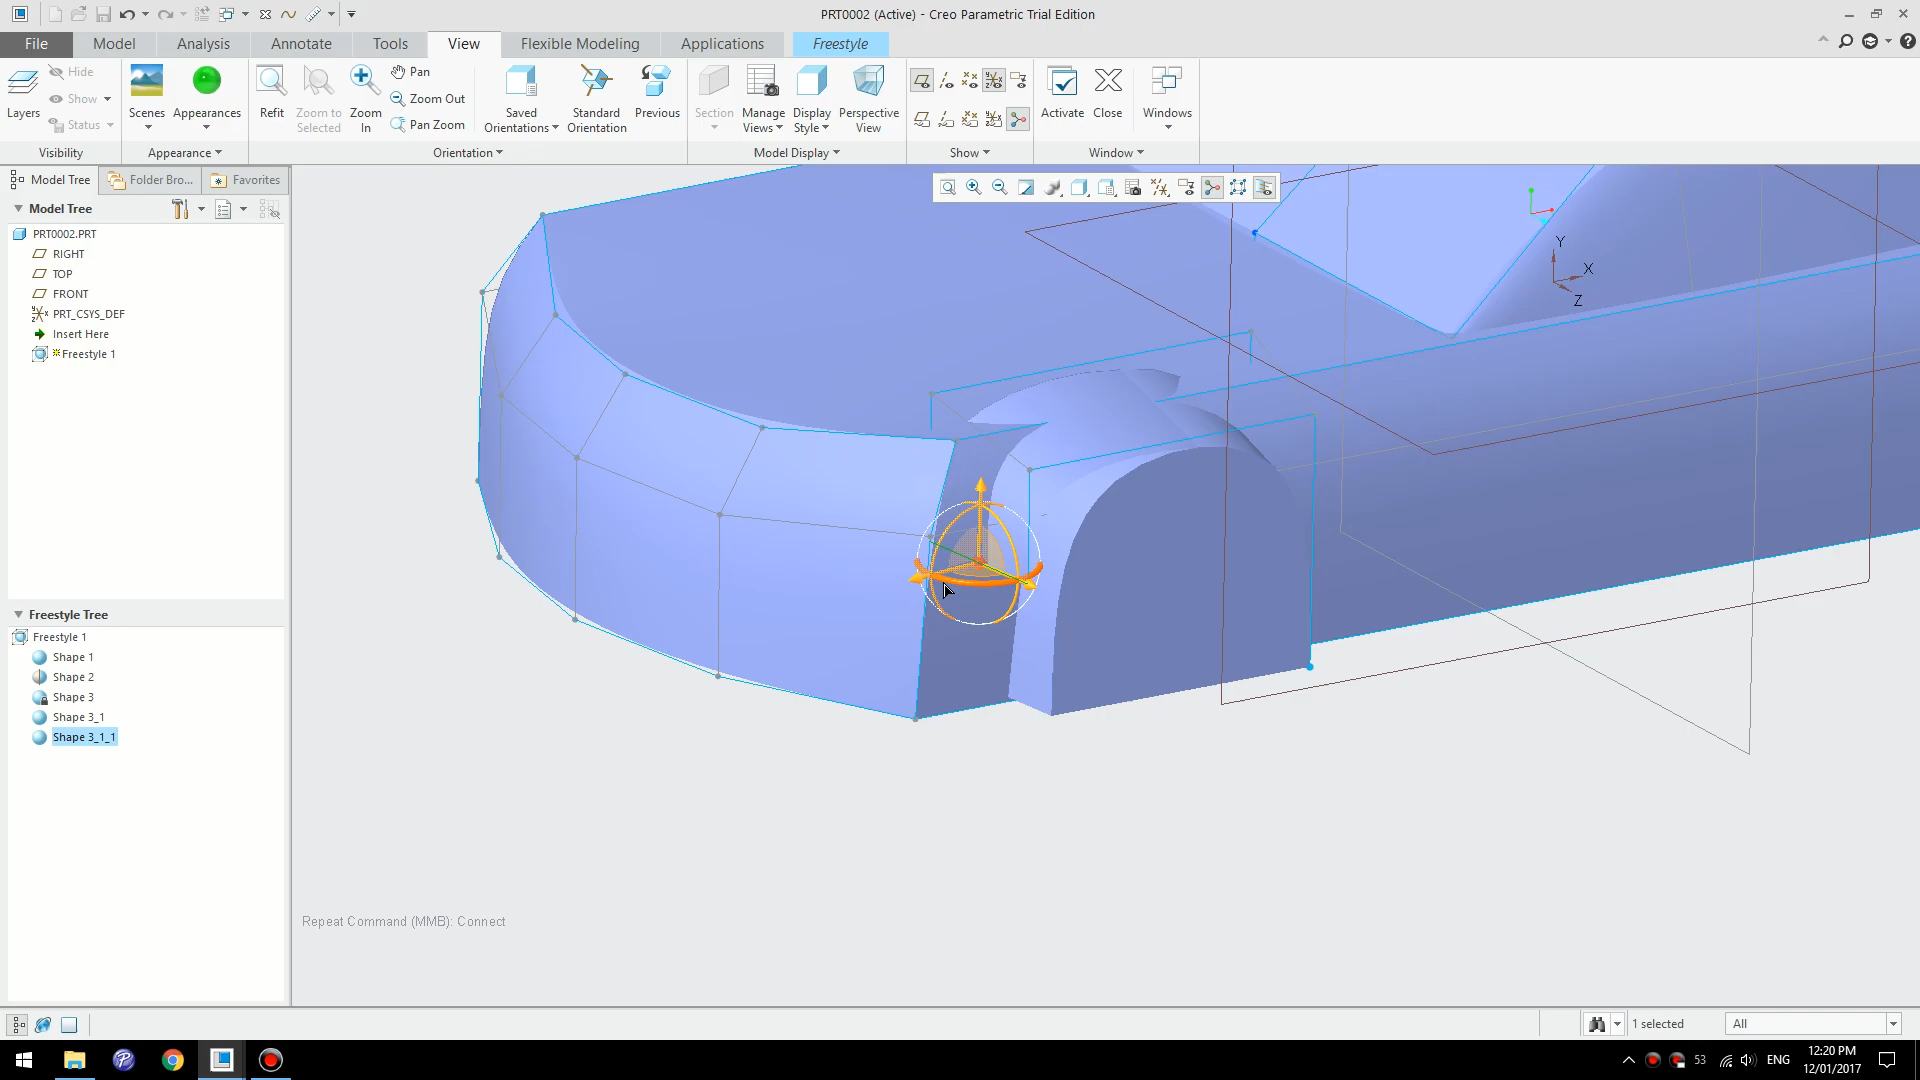 PRT0002 (Active) - Creo Parametric Trial Edition
File Model Analysis Annotate Tools View Flexible Modeling Applications Freestyle
Hide
Show
Status
Layers
Visibility
Scenes Appearances
Appearance
Refit
Zoom to Selected
Zoom In
Pan
Zoom Out
Pan Zoom
Saved Orientations
Standard Orientation
Previous
Orientation
Section
Manage Views
Display Style
Perspective View
Model Display
Show
Activate Close
Windows
Window
Model Tree Folder Bro... Favorites
Model Tree
PRT0002.PRT
RIGHT
TOP
FRONT
PRT_CSYS_DEF
Insert Here
Freestyle 1
Freestyle Tree
Freestyle 1
Shape 1
Shape 2
Shape 3
Shape 3_1
Shape 3_1_1
Y
X
Z
Repeat Command (MMB): Connect
1 selected All
53 ENG
12:20 PM
12/01/2017